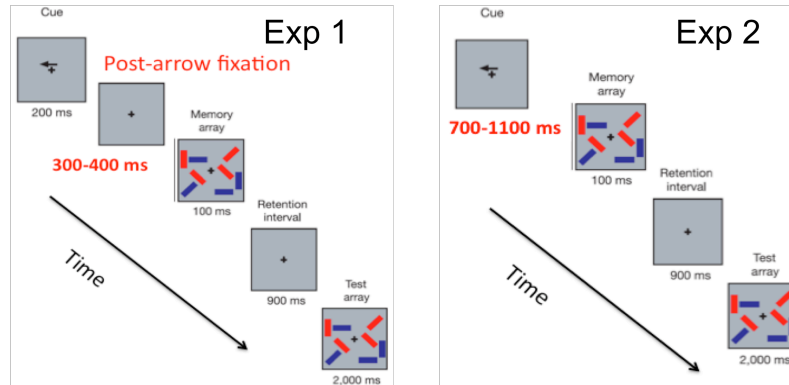 Cue
Exp 1
Post-arrow fixation
200 ms
Memory
array
300-400 ms
100 ms
Retention
interval
Time
900 ms
Test
array
2,000 ms
Cue
Exp 2
Memory
array
700-1100 ms
100 ms
Retention
interval
Time
900 ms
Test
array
2,000 ms